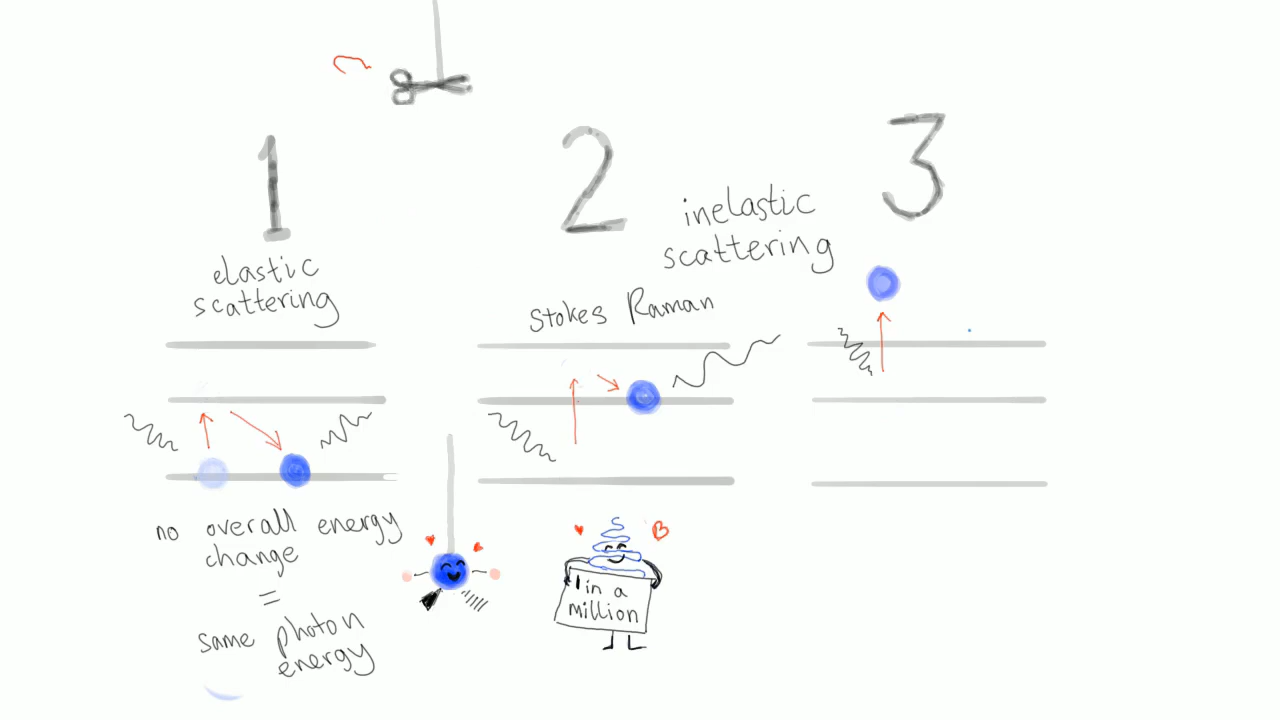 1
2
3
elastic
scattering
Stokes Raman
inelastic
scattering
no overall energy
change
=
same photon
energy
1 in a
million